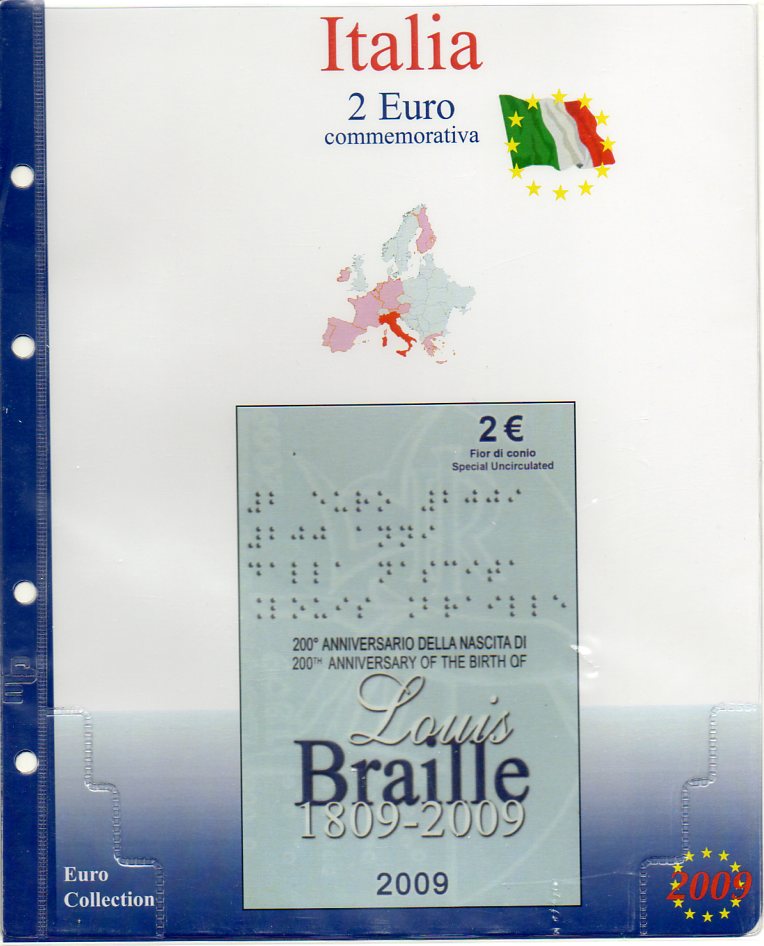 Italia
2 Euro
commemorativa
2 €
Fior di conio
Special Uncirculated
200° ANNIVERSARIO DELLA NASCITA DI
200TH ANNIVERSARY OF THE BIRTH OF
Louis
Braille
1809-2009
2009
Euro
Collection
2009